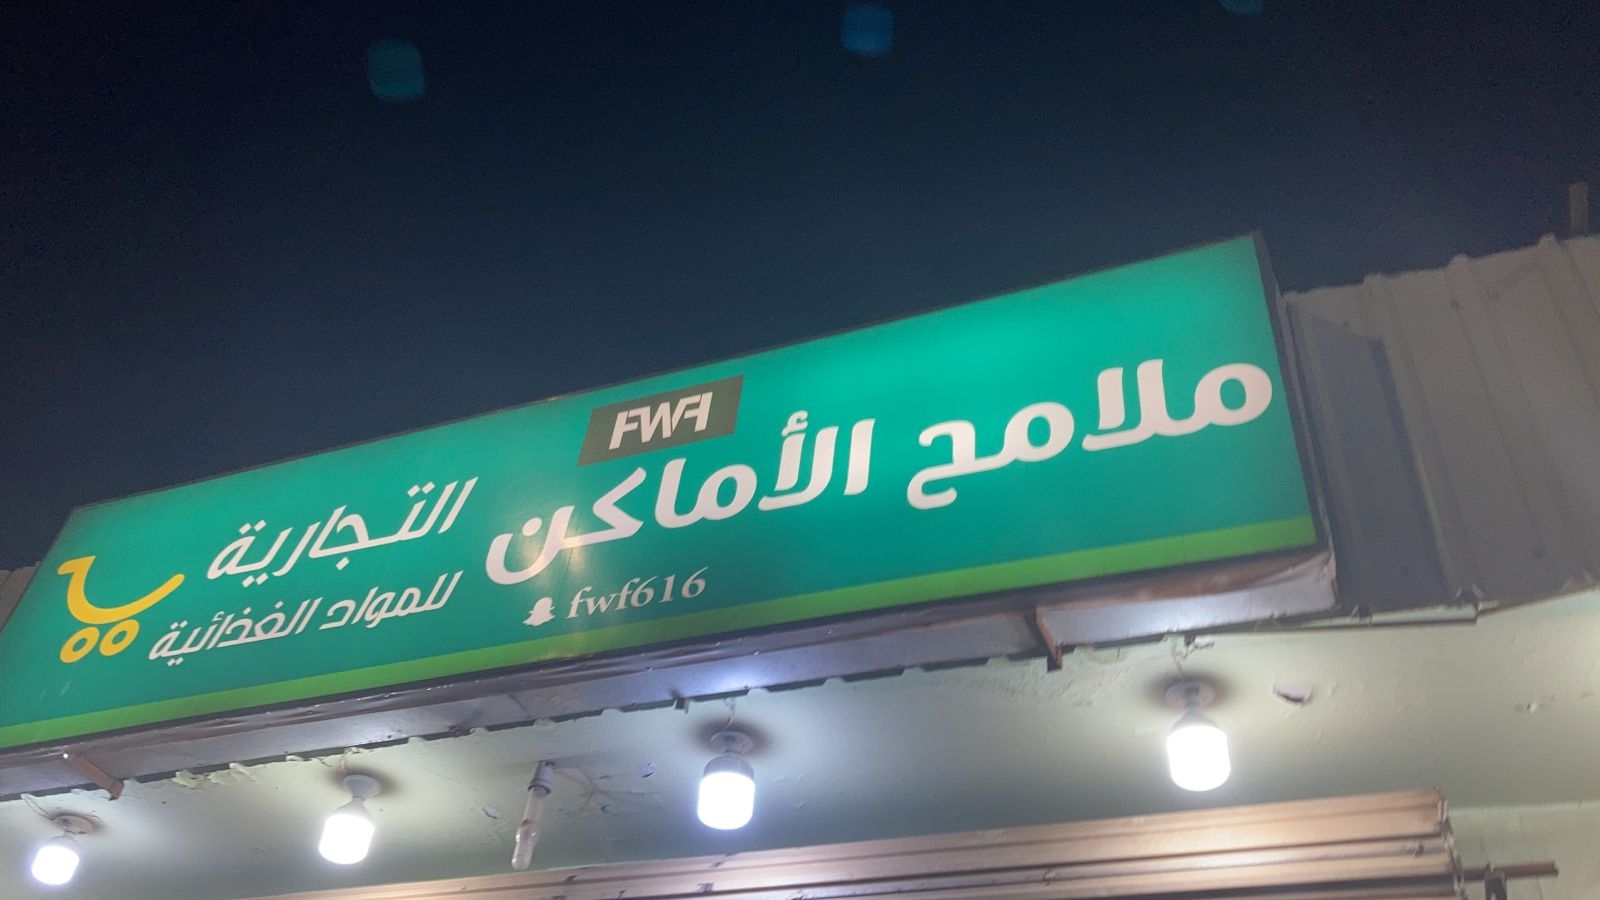 FWF
ملامح الأماكن
التجارية
للمواد الغذائية
fwf616